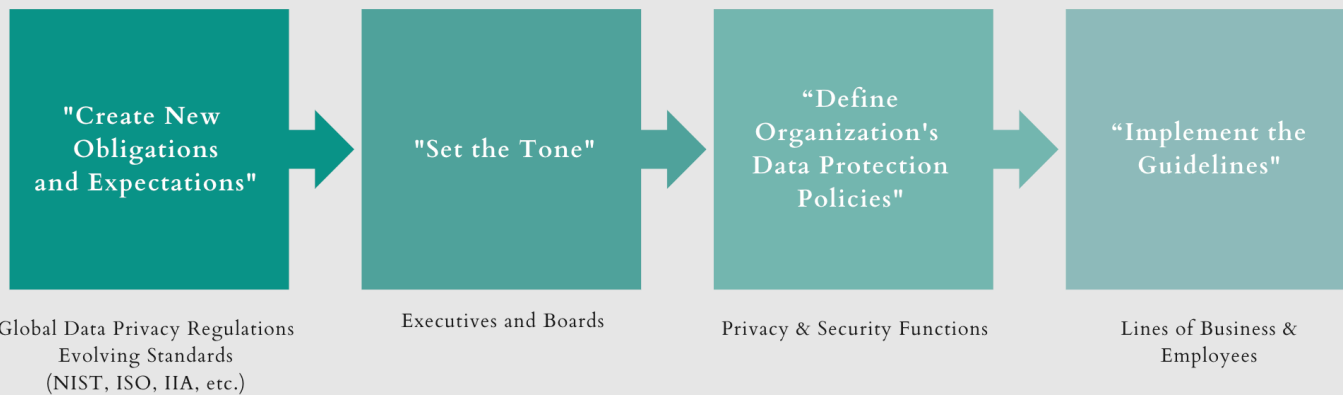 "Create New
Obligations
and Expectations"
"Set the Tone"
“Define
Organization's
Data Protection
Policies"
“Implement the
Guidelines"
Global Data Privacy Regulations
Evolving Standards
(NIST, ISO, IIA, etc.)
Executives and Boards
Privacy & Security Functions
Lines of Business &
Employees